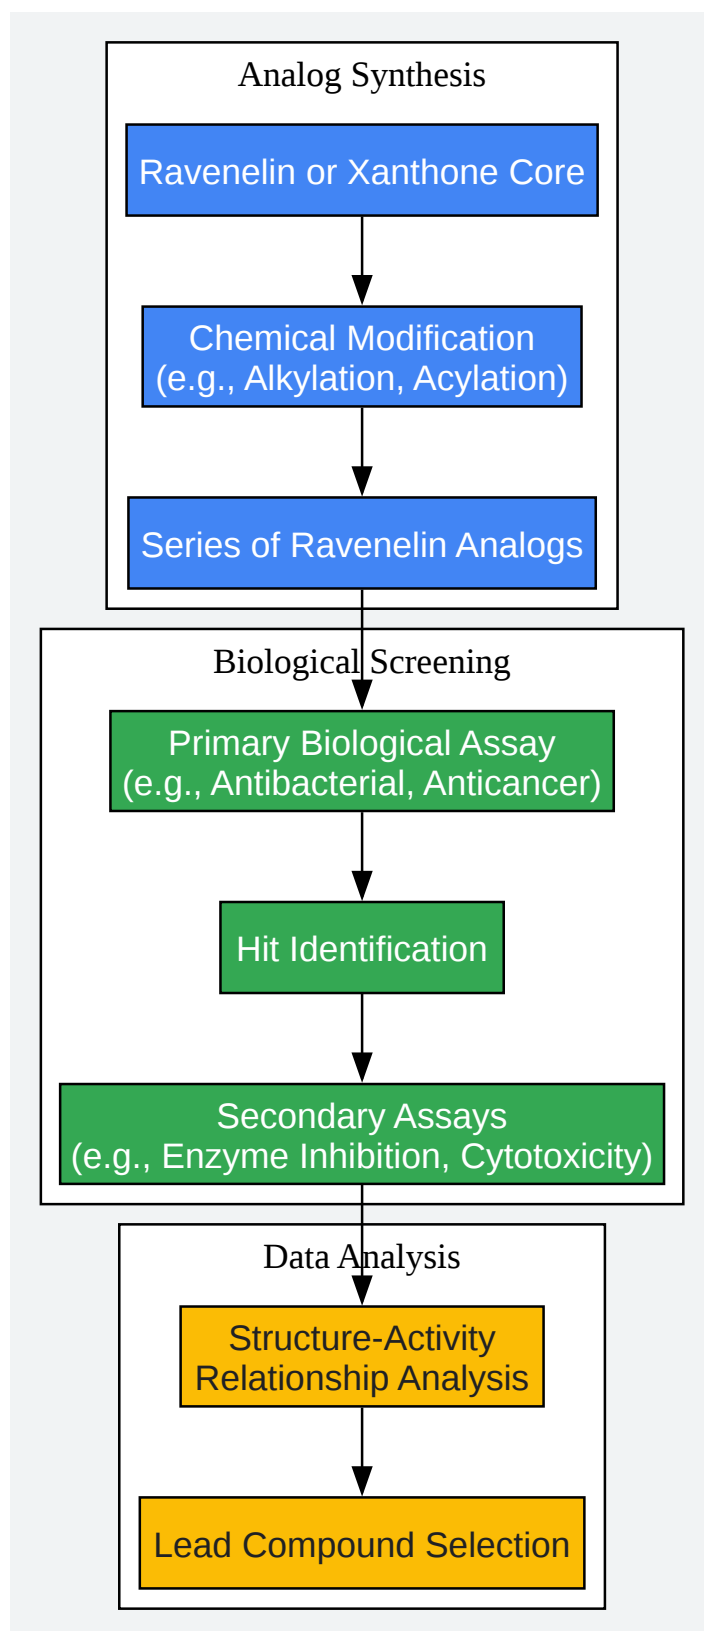 Analog Synthesis
Ravenelin or Xanthone Core
Chemical Modification
(e.g., Alkylation, Acylation)
Series of Ravenelin Analogs
Biological Screening
Primary Biological Assay
(e.g., Antibacterial, Anticancer)
Hit Identification
Secondary Assays
(e.g., Enzyme Inhibition, Cytotoxicity)
Data Analysis
Structure-Activity
Relationship Analysis
Lead Compound Selection